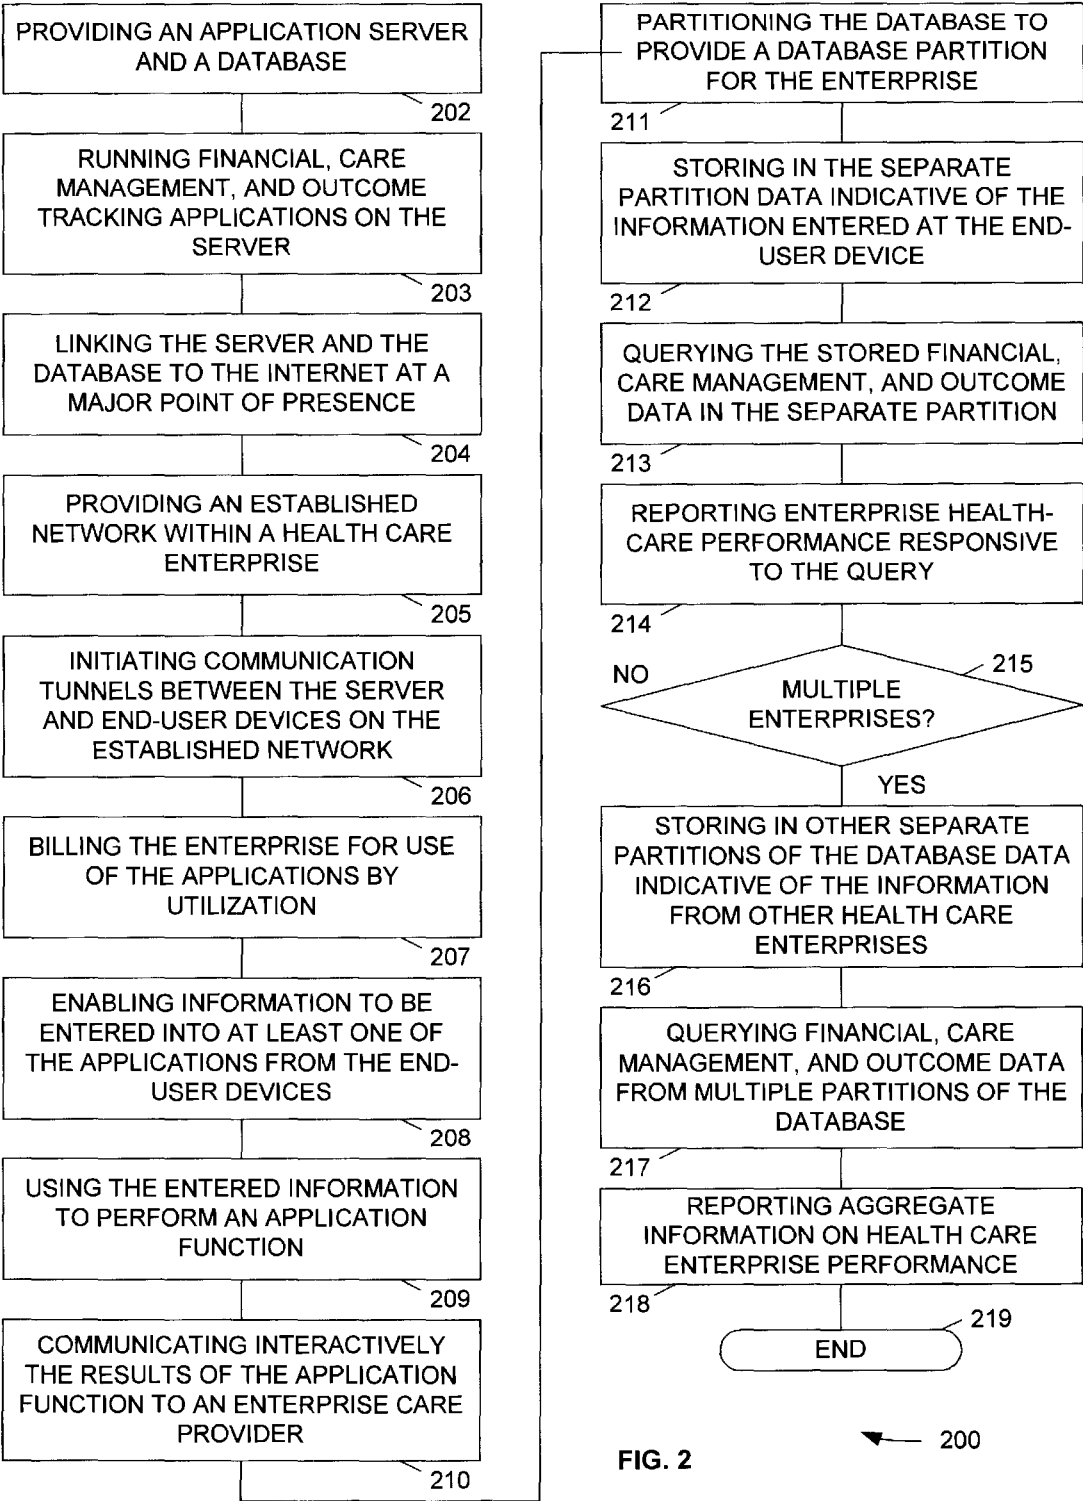 PROVIDING AN APPLICATION SERVER
AND A DATABASE
202
RUNNING FINANCIAL, CARE
MANAGEMENT, AND OUTCOME
TRACKING APPLICATIONS ON THE
SERVER
203
LINKING THE SERVER AND THE
DATABASE TO THE INTERNET AT A
MAJOR POINT OF PRESENCE
204
PROVIDING AN ESTABLISHED
NETWORK WITHIN A HEALTH CARE
ENTERPRISE
205
INITIATING COMMUNICATION
TUNNELS BETWEEN THE SERVER
AND END-USER DEVICES ON THE
ESTABLISHED NETWORK
206
BILLING THE ENTERPRISE FOR USE
OF THE APPLICATIONS BY
UTILIZATION
207
ENABLING INFORMATION TO BE
ENTERED INTO AT LEAST ONE OF
THE APPLICATIONS FROM THE END-
USER DEVICES
208
USING THE ENTERED INFORMATION
TO PERFORM AN APPLICATION
FUNCTION
209
COMMUNICATING INTERACTIVELY
THE RESULTS OF THE APPLICATION
FUNCTION TO AN ENTERPRISE CARE
PROVIDER
210
PARTITIONING THE DATABASE TO
PROVIDE A DATABASE PARTITION
FOR THE ENTERPRISE
211
STORING IN THE SEPARATE
PARTITION DATA INDICATIVE OF THE
INFORMATION ENTERED AT THE END-
USER DEVICE
212
QUERYING THE STORED FINANCIAL,
CARE MANAGEMENT, AND OUTCOME
DATA IN THE SEPARATE PARTITION
213
REPORTING ENTERPRISE HEALTH-
CARE PERFORMANCE RESPONSIVE
TO THE QUERY
214
215
NO
MULTIPLE
ENTERPRISES?
YES
STORING IN OTHER SEPARATE
PARTITIONS OF THE DATABASE DATA
INDICATIVE OF THE INFORMATION
FROM OTHER HEALTH CARE
ENTERPRISES
216
QUERYING FINANCIAL, CARE
MANAGEMENT, AND OUTCOME DATA
FROM MULTIPLE PARTITIONS OF THE
DATABASE
217
REPORTING AGGREGATE
INFORMATION ON HEALTH CARE
ENTERPRISE PERFORMANCE
218
219
END
200
FIG. 2